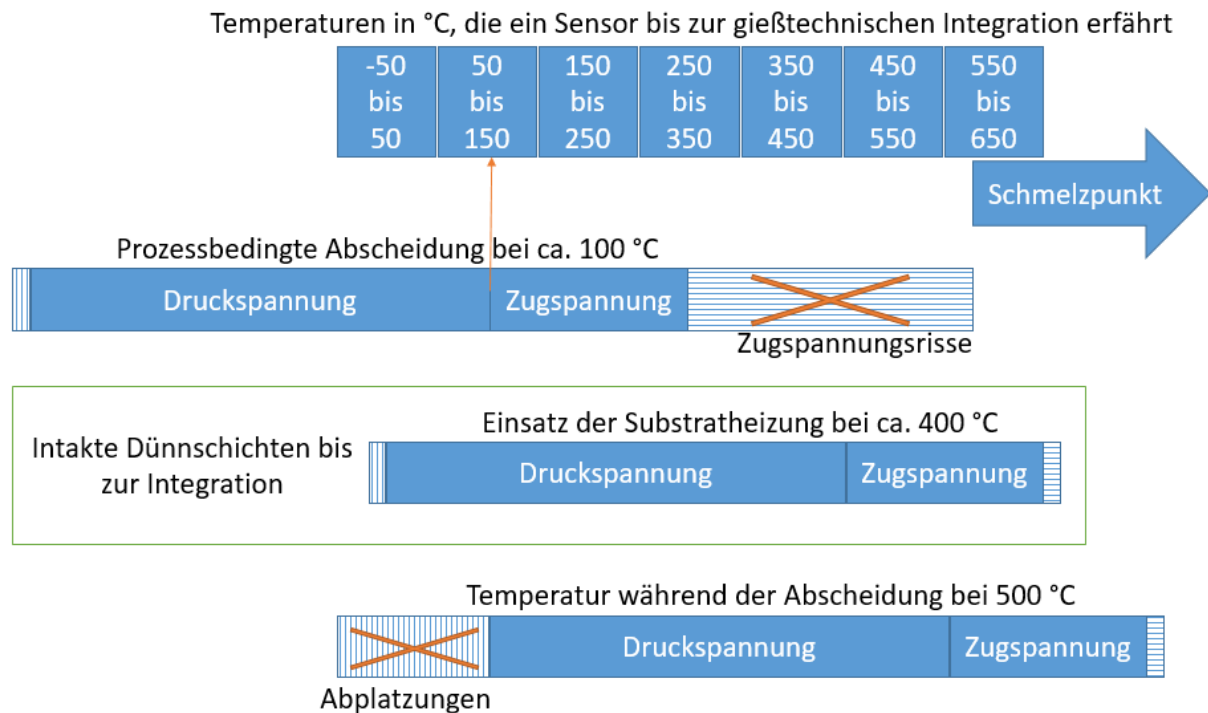 Temperaturen in °C, die ein Sensor bis zur gießtechnischen Integration erfährt
-50 bis 50
50 bis 150
150 bis 250
250 bis 350
350 bis 450
450 bis 550
550 bis 650
Schmelzpunkt
Prozessbedingte Abscheidung bei ca. 100 °C
Druckspannung
Zugspannung
Zugspannungsrisse
Einsatz der Substratheizung bei ca. 400 °C
Intakte Dünnschichten bis
zur Integration
Druckspannung
Zugspannung
Temperatur während der Abscheidung bei 500 °C
Druckspannung
Zugspannung
Abplatzungen